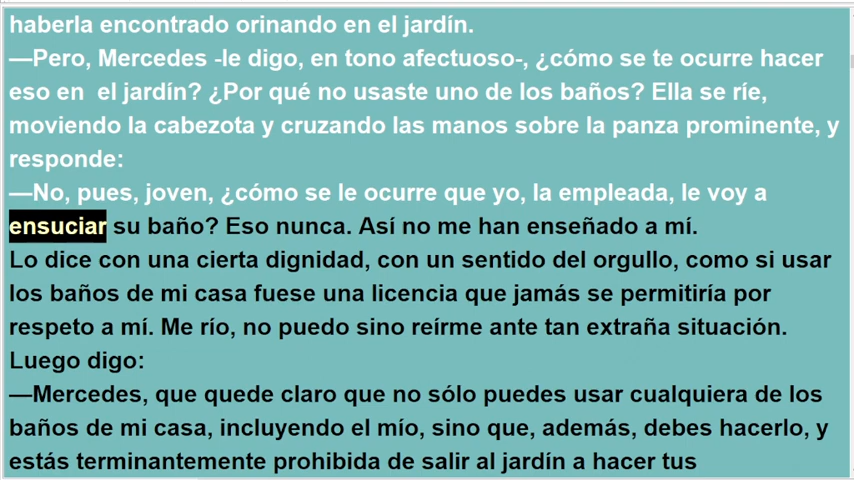 haberla encontrado orinando en el jardín.
—Pero, Mercedes -le digo, en tono afectuoso-, ¿cómo se te ocurre hacer
eso en  el jardín? ¿Por qué no usaste uno de los baños? Ella se ríe,
moviendo la cabezota y cruzando las manos sobre la panza prominente, y
responde:
—No, pues, joven, ¿cómo se le ocurre que yo, la empleada, le voy a
ensuciar su baño? Eso nunca. Así no me han enseñado a mí.
Lo dice con una cierta dignidad, con un sentido del orgullo, como si usar
los baños de mi casa fuese una licencia que jamás se permitiría por
respeto a mí. Me río, no puedo sino reírme ante tan extraña situación.
Luego digo:
—Mercedes, que quede claro que no sólo puedes usar cualquiera de los
baños de mi casa, incluyendo el mío, sino que, además, debes hacerlo, y
estás terminantemente prohibida de salir al jardín a hacer tus